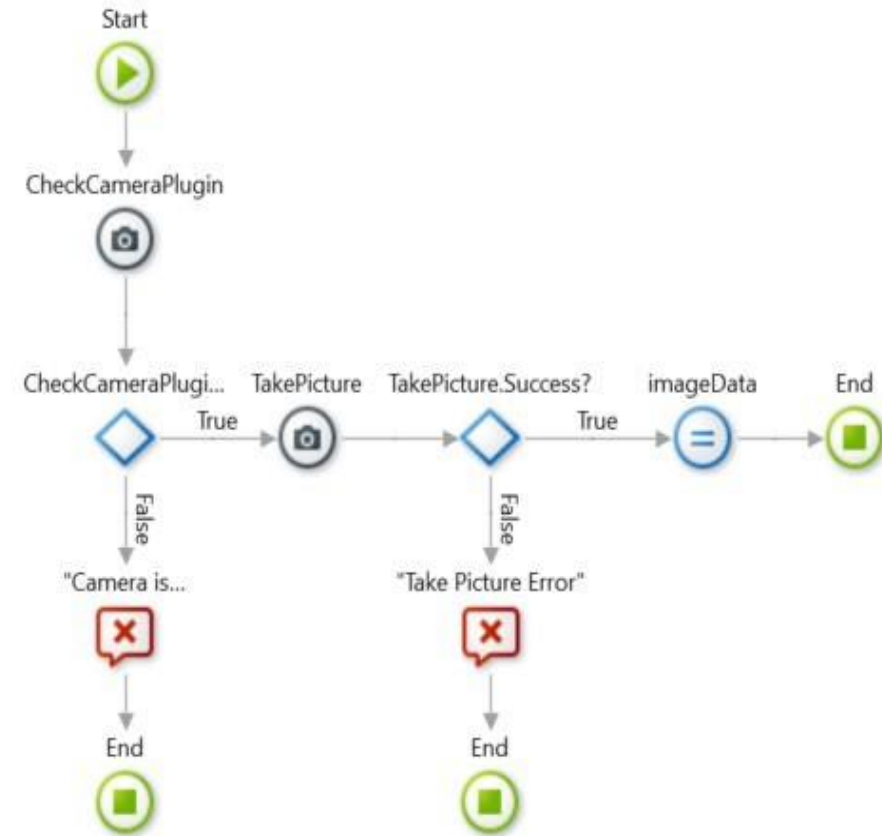 Start
CheckCameraPlugin
CheckCameraPlugi... TakePicture TakePicture.Success? imageData End
True True
False False
"Camera is... "Take Picture Error"
End End